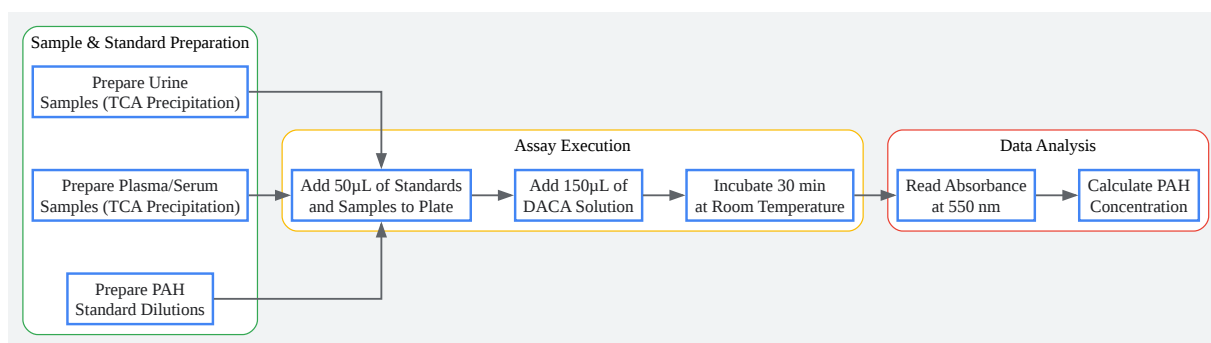 Sample & Standard Preparation
Prepare Urine
Samples (TCA Precipitation)
Prepare Plasma/Serum
Samples (TCA Precipitation)
Prepare PAH
Standard Dilutions
Assay Execution
Add 50µL of Standards
and Samples to Plate
Add 150µL of
DACA Solution
Incubate 30 min
at Room Temperature
Data Analysis
Read Absorbance
at 550 nm
Calculate PAH
Concentration